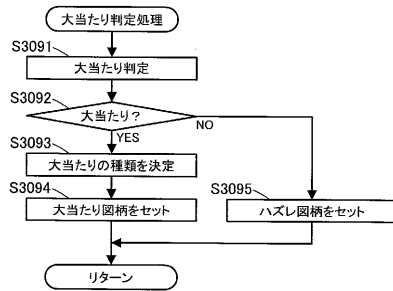 大当たり判定処理
S3091
大当たり判定
S3092
大当たり？
NO
YES
S3093
大当たりの種類を決定
S3094
大当たり図柄をセット
S3095
ハズレ図柄をセット
リターン